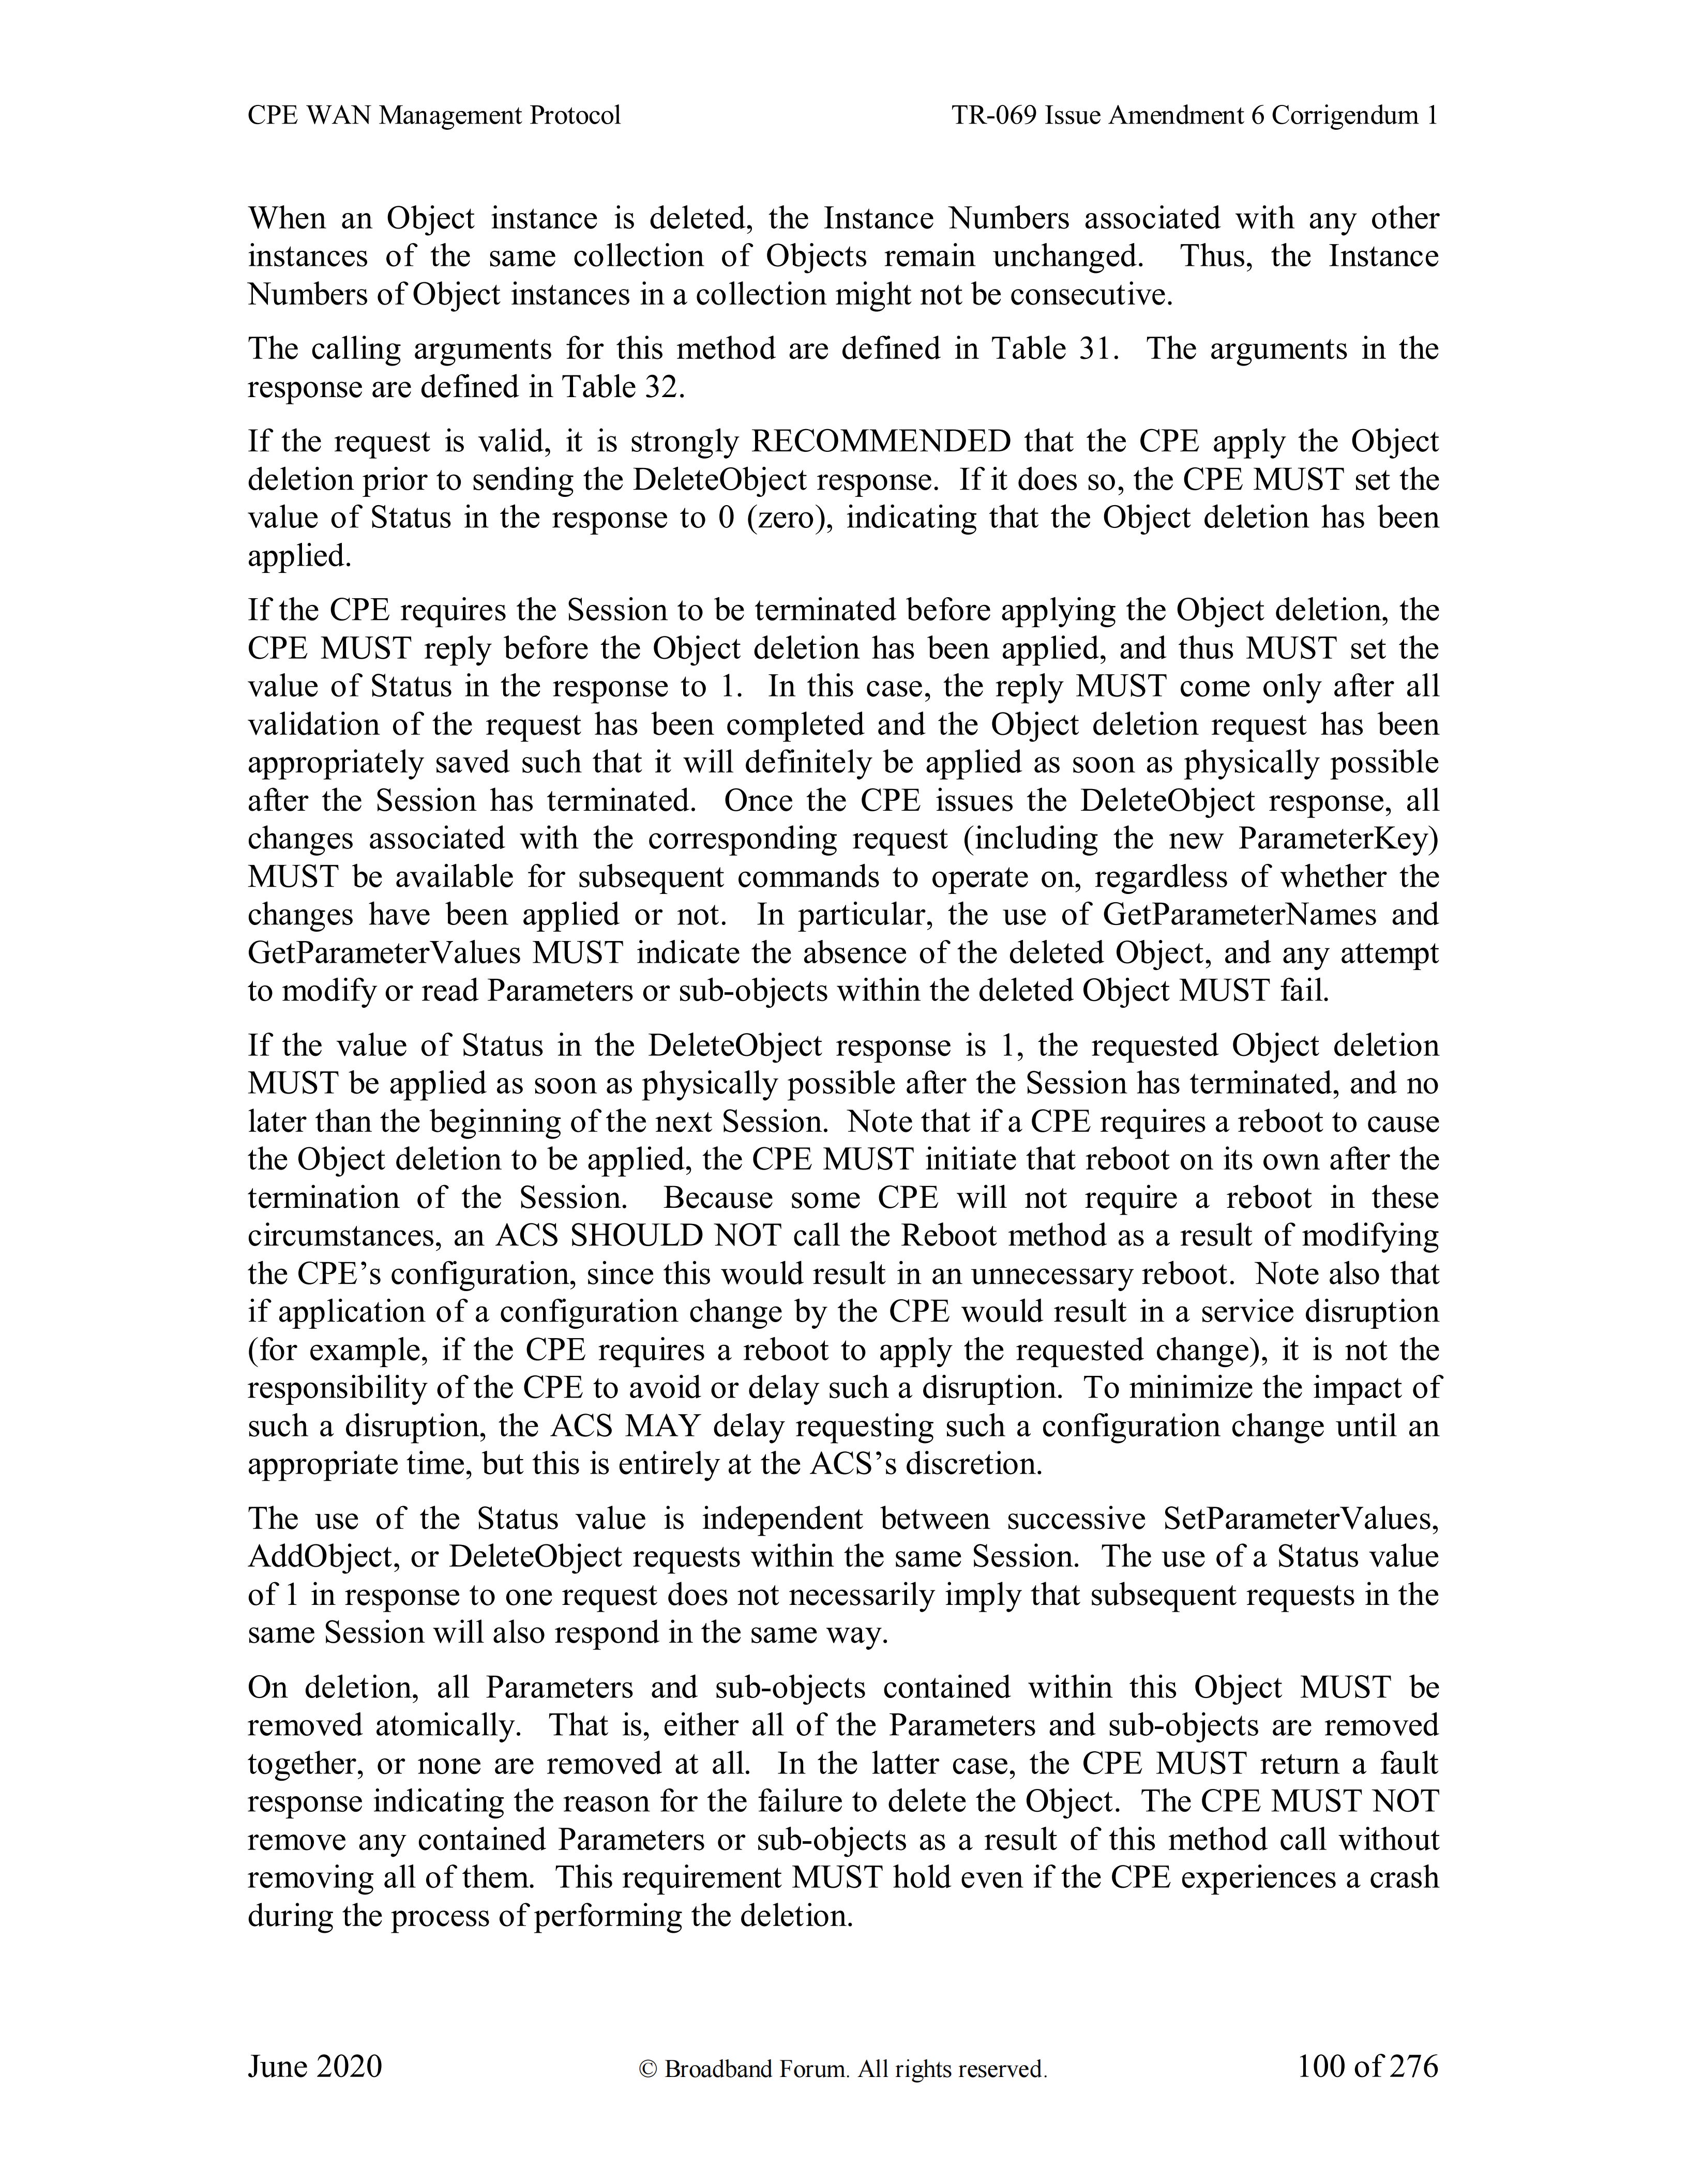 CPE WAN Management Protocol TR-069 Issue Amendment 6 Corrigendum 1
When an Object instance is deleted, the Instance Numbers associated with any other
instances of the same collection of Objects remain unchanged. Thus, the Instance
Numbers of Object instances in a collection might not be consecutive.
The calling arguments for this method are defined in Table 31. The arguments in the
response are defined in Table 32.
If the request is valid, it is strongly RECOMMENDED that the CPE apply the Object
deletion prior to sending the DeleteObject response. If it does so, the CPE MUST set the
value of Status in the response to 0 (zero), indicating that the Object deletion has been
applied.
If the CPE requires the Session to be terminated before applying the Object deletion, the
CPE MUST reply before the Object deletion has been applied, and thus MUST set the
value of Status in the response to 1. In this case, the reply MUST come only after all
validation of the request has been completed and the Object deletion request has been
appropriately saved such that it will definitely be applied as soon as physically possible
after the Session has terminated. Once the CPE issues the DeleteObject response, all
changes associated with the corresponding request (including the new ParameterKey)
MUST be available for subsequent commands to operate on, regardless of whether the
changes have been applied or not. In particular, the use of GetParameterNames and
GetParameterValues MUST indicate the absence of the deleted Object, and any attempt
to modify or read Parameters or sub-objects within the deleted Object MUST fail.
If the value of Status in the DeleteObject response is 1, the requested Object deletion
MUST be applied as soon as physically possible after the Session has terminated, and no
later than the beginning of the next Session. Note that if a CPE requires a reboot to cause
the Object deletion to be applied, the CPE MUST initiate that reboot on its own after the
termination of the Session. Because some CPE will not require a reboot in these
circumstances, an ACS SHOULD NOT call the Reboot method as a result of modifying
the CPE’s configuration, since this would result in an unnecessary reboot. Note also that
if application of a configuration change by the CPE would result in a service disruption
(for example, if the CPE requires a reboot to apply the requested change), it is not the
responsibility of the CPE to avoid or delay such a disruption. To minimize the impact of
such a disruption, the ACS MAY delay requesting such a configuration change until an
appropriate time, but this is entirely at the ACS’s discretion.
The use of the Status value is independent between successive SetParameterValues,
AddObject, or DeleteObject requests within the same Session. The use of a Status value
of 1 in response to one request does not necessarily imply that subsequent requests in the
same Session will also respond in the same way.
On deletion, all Parameters and sub-objects contained within this Object MUST be
removed atomically. That is, either all of the Parameters and sub-objects are removed
together, or none are removed at all. In the latter case, the CPE MUST return a fault
response indicating the reason for the failure to delete the Object. The CPE MUST NOT
remove any contained Parameters or sub-objects as a result of this method call without
removing all of them. This requirement MUST hold even if the CPE experiences a crash
during the process of performing the deletion.
June 2020 © Broadband Forum. All rights reserved. 100 of 276